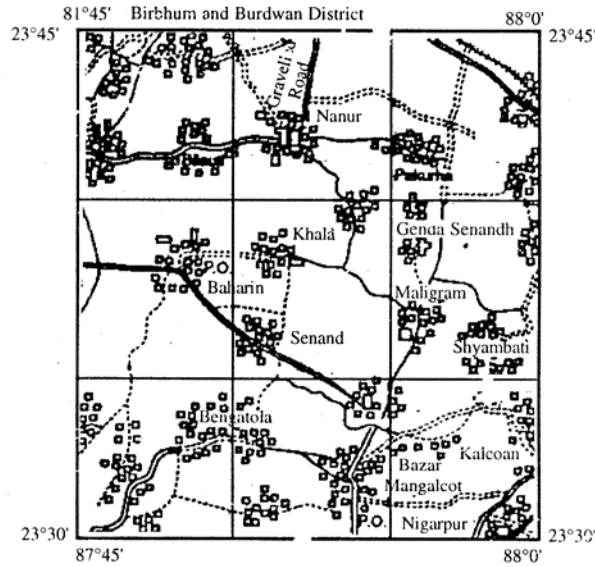 81°45' Birbhum and Burdwan District 88°0'
23°45' 23°45'
Graveli
Road
Nanur
Pakurna
Khala
Genda Senandh
P.O.
Baharin
Maligram
Senand
Shyambati
Bengatola
Bazar
Kalcoan
Mangalcot
P.O.
Nigarpur
23°30' 23°30'
87°45' 88°0'